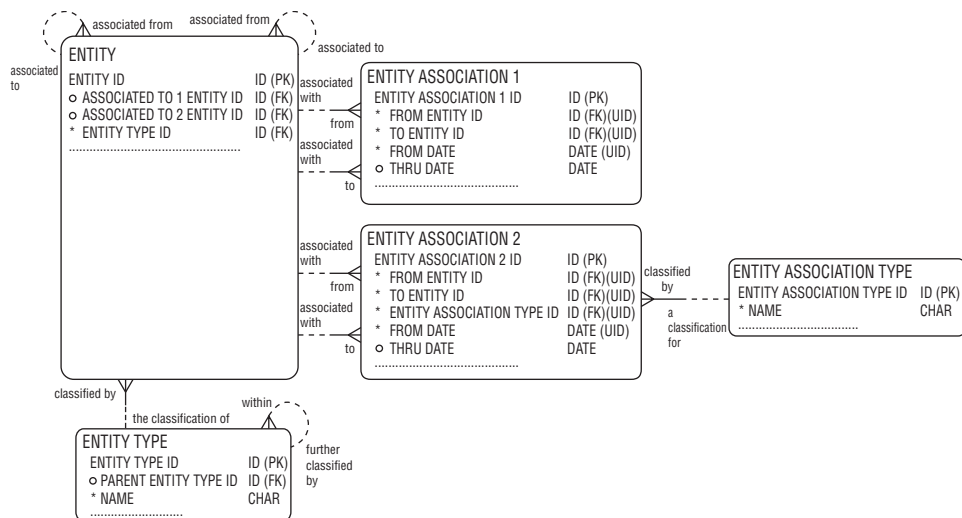 associated from
associated from
associated to
associated to
ENTITY
ENTITY ID ID (PK)
ASSOCIATED TO 1 ENTITY ID ID (FK)
ASSOCIATED TO 2 ENTITY ID ID (FK)
* ENTITY TYPE ID ID (FK)
associated with
from
associated with
to
ENTITY ASSOCIATION 1
ENTITY ASSOCIATION 1 ID ID (PK)
* FROM ENTITY ID ID (FK)(UID)
* TO ENTITY ID ID (FK)(UID)
* FROM DATE DATE (UID)
THRU DATE DATE
associated with
from
associated with
to
ENTITY ASSOCIATION 2
ENTITY ASSOCIATION 2 ID ID (PK)
* FROM ENTITY ID ID (FK)(UID)
* TO ENTITY ID ID (FK)(UID)
* ENTITY ASSOCIATION TYPE ID ID (FK)(UID)
* FROM DATE DATE (UID)
THRU DATE DATE
classified by
a classification for
ENTITY ASSOCIATION TYPE
ENTITY ASSOCIATION TYPE ID ID (PK)
* NAME CHAR
classified by
the classification of
within
further classified by
ENTITY TYPE
ENTITY TYPE ID ID (PK)
PARENT ENTITY TYPE ID ID (FK)
* NAME CHAR